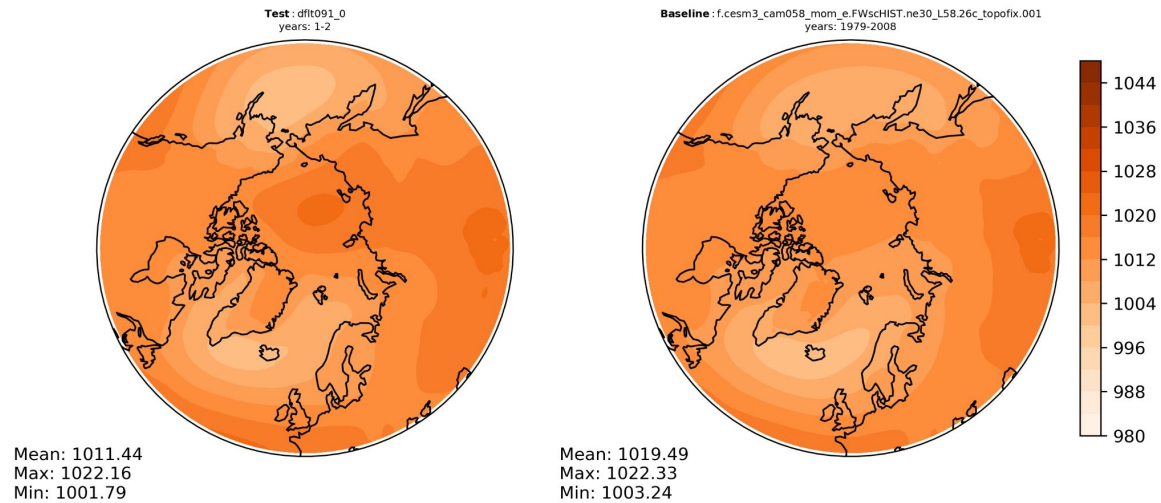 Test : dflt091_0
years: 1-2
Baseline : f.cesm3_cam058_mom_e.FWscHIST.ne30_L58.26c_topofix.001
years: 1979-2008
1044
1036
1028
1020
1012
1004
996
988
980
Mean: 1011.44
Max: 1022.16
Min: 1001.79
Mean: 1019.49
Max: 1022.33
Min: 1003.24